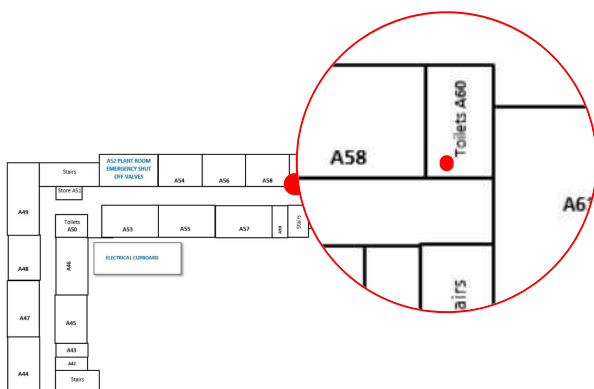 A52 PLANT ROOM
EMERGENCY SHUT
OFF VALVES
Stairs
A54
A56
A58
Store A51
A49
Toilets
A50
A53
A55
A57
A59
Stairs
A48
A46
ELECTRICAL CUPBOARD
A47
A45
A43
A42
A44
Stairs
A58
Toilets A60
A61
airs